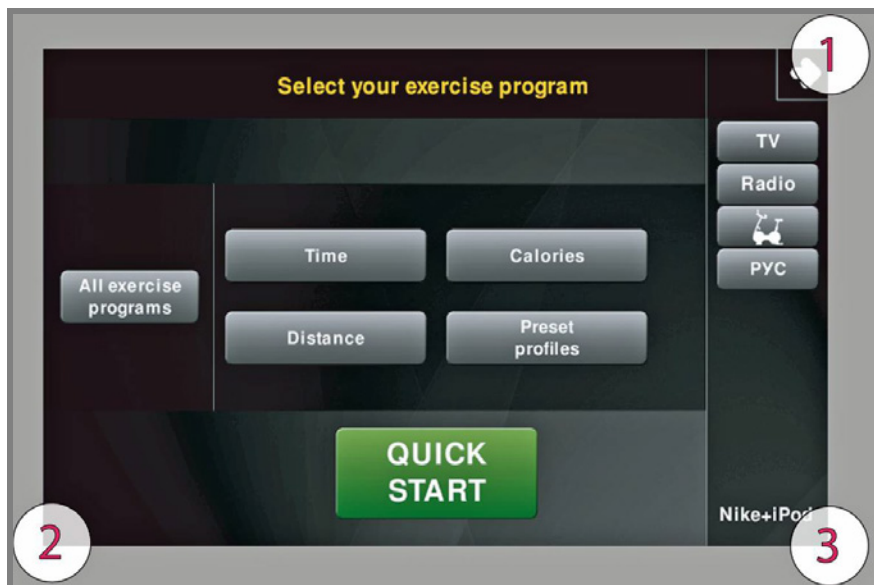 1
Select your exercise program
TV
Radio
РУС
Time
Calories
All exercise
programs
Distance
Preset
profiles
QUICK
START
Nike+iPod
2
3